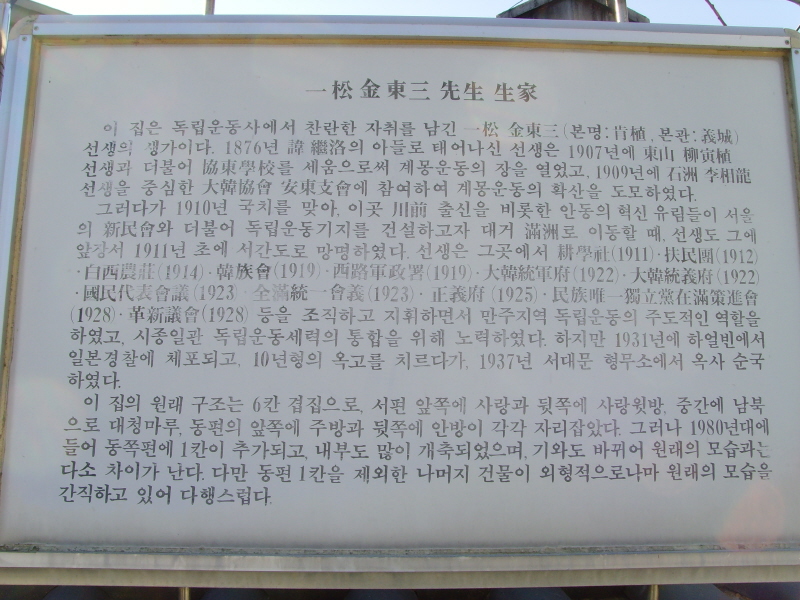 一松 金東三 先生 生家
이 집은 독립운동사에서 찬란한 자취를 남긴 一松 金東三(본명:肯植, 본관:義城)
선생의 생가이다. 1876년 諱 繼洛의 아들로 태어나신 선생은 1907년에 東山 柳寅植
선생과 더불어 協東學校를 세움으로써 계몽운동의 장을 열었고, 1909년에 石洲 李相龍
선생을 중심한 大韓協會 安東支會에 참여하여 계몽운동의 확산을 도모하였다.
그러다가 1910년 국치를 맞아, 이곳 川前 출신을 비롯한 안동의 혁신 유림들이 서울
의 新民會와 더불어 독립운동기지를 건설하고자 대거 滿洲로 이동할 때, 선생도 그에
앞장서 1911년 초에 서간도로 망명하였다. 선생은 그곳에서 耕學社(1911)·扶民團(1912)
·白西農莊(1914)·韓族會(1919)·西路軍政署(1919)·大韓統軍府(1922)·大韓統義府(1922)
·國民代表會議(1923)·全滿統一會義(1923)·正義府(1925)·民族唯一獨立黨在滿策進會
(1928)·革新議會(1928) 등을 조직하고 지휘하면서 만주지역 독립운동의 주도적인 역할을
하였고, 시종일관 독립운동세력의 통합을 위해 노력하였다. 하지만 1931년에 하얼빈에서
일본경찰에 체포되고, 10년형의 옥고를 치르다가, 1937년 서대문 형무소에서 옥사 순국
하였다.
이 집의 원래 구조는 6칸 겹집으로, 서편 앞쪽에 사랑과 뒷쪽에 사랑윗방, 중간에 남북
으로 대청마루, 동편의 앞쪽에 주방과 뒷쪽에 안방이 각각 자리잡았다. 그러나 1980년대에
들어 동쪽편에 1칸이 추가되고, 내부도 많이 개축되었으며, 기와도 바뀌어 원래의 모습과는
다소 차이가 난다. 다만 동편 1칸을 제외한 나머지 건물이 외형적으로나마 원래의 모습을
간직하고 있어 다행스럽다.